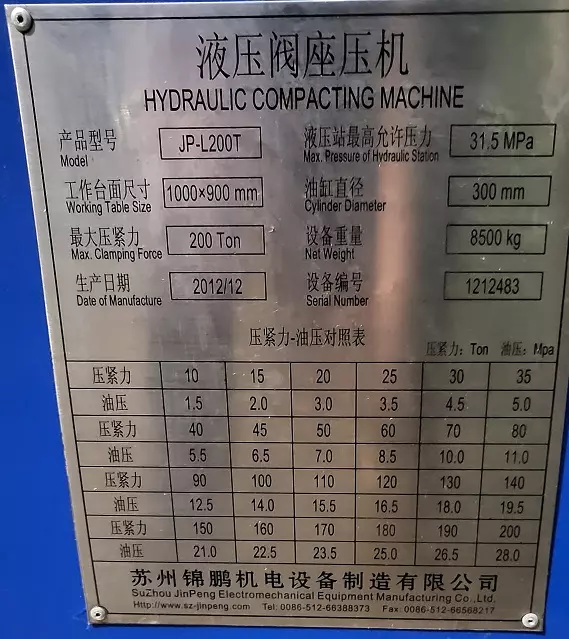 液压阀座压机
HYDRAULIC COMPACTING MACHINE
产品型号 JP-L200T 液压站最高允许压力 31.5 MPa
Model Max. Pressure of Hydraulic Station
工作台面尺寸 1000×900 mm 油缸直径 300 mm
Working Table Size Cylinder Diameter
最大压紧力 200 Ton 设备重量 8500 kg
Max. Clamping Force Net Weight
生产日期 2012/12 设备编号 1212483
Date of Manufacture Serial Number
压紧力-油压对照表 压紧力：Ton 油压：Mpa
压紧力 10 15 20 25 30 35
油压 1.5 2.0 3.0 3.5 4.5 5.0
压紧力 40 45 50 60 70 80
油压 5.5 6.5 7.0 8.5 10.0 11.0
压紧力 90 100 110 120 130 140
油压 12.5 14.0 15.5 16.5 18.0 19.5
压紧力 150 160 170 180 190 200
油压 21.0 22.5 23.5 25.0 26.5 28.0
苏州锦鹏机电设备制造有限公司
SuZhou JinPeng Electromechanical Equipment Manufacturing Co.,Ltd.
Http://www.sz-jinpeng.com Tel: 0086-512-66388373 Fax: 0086-512-66568217